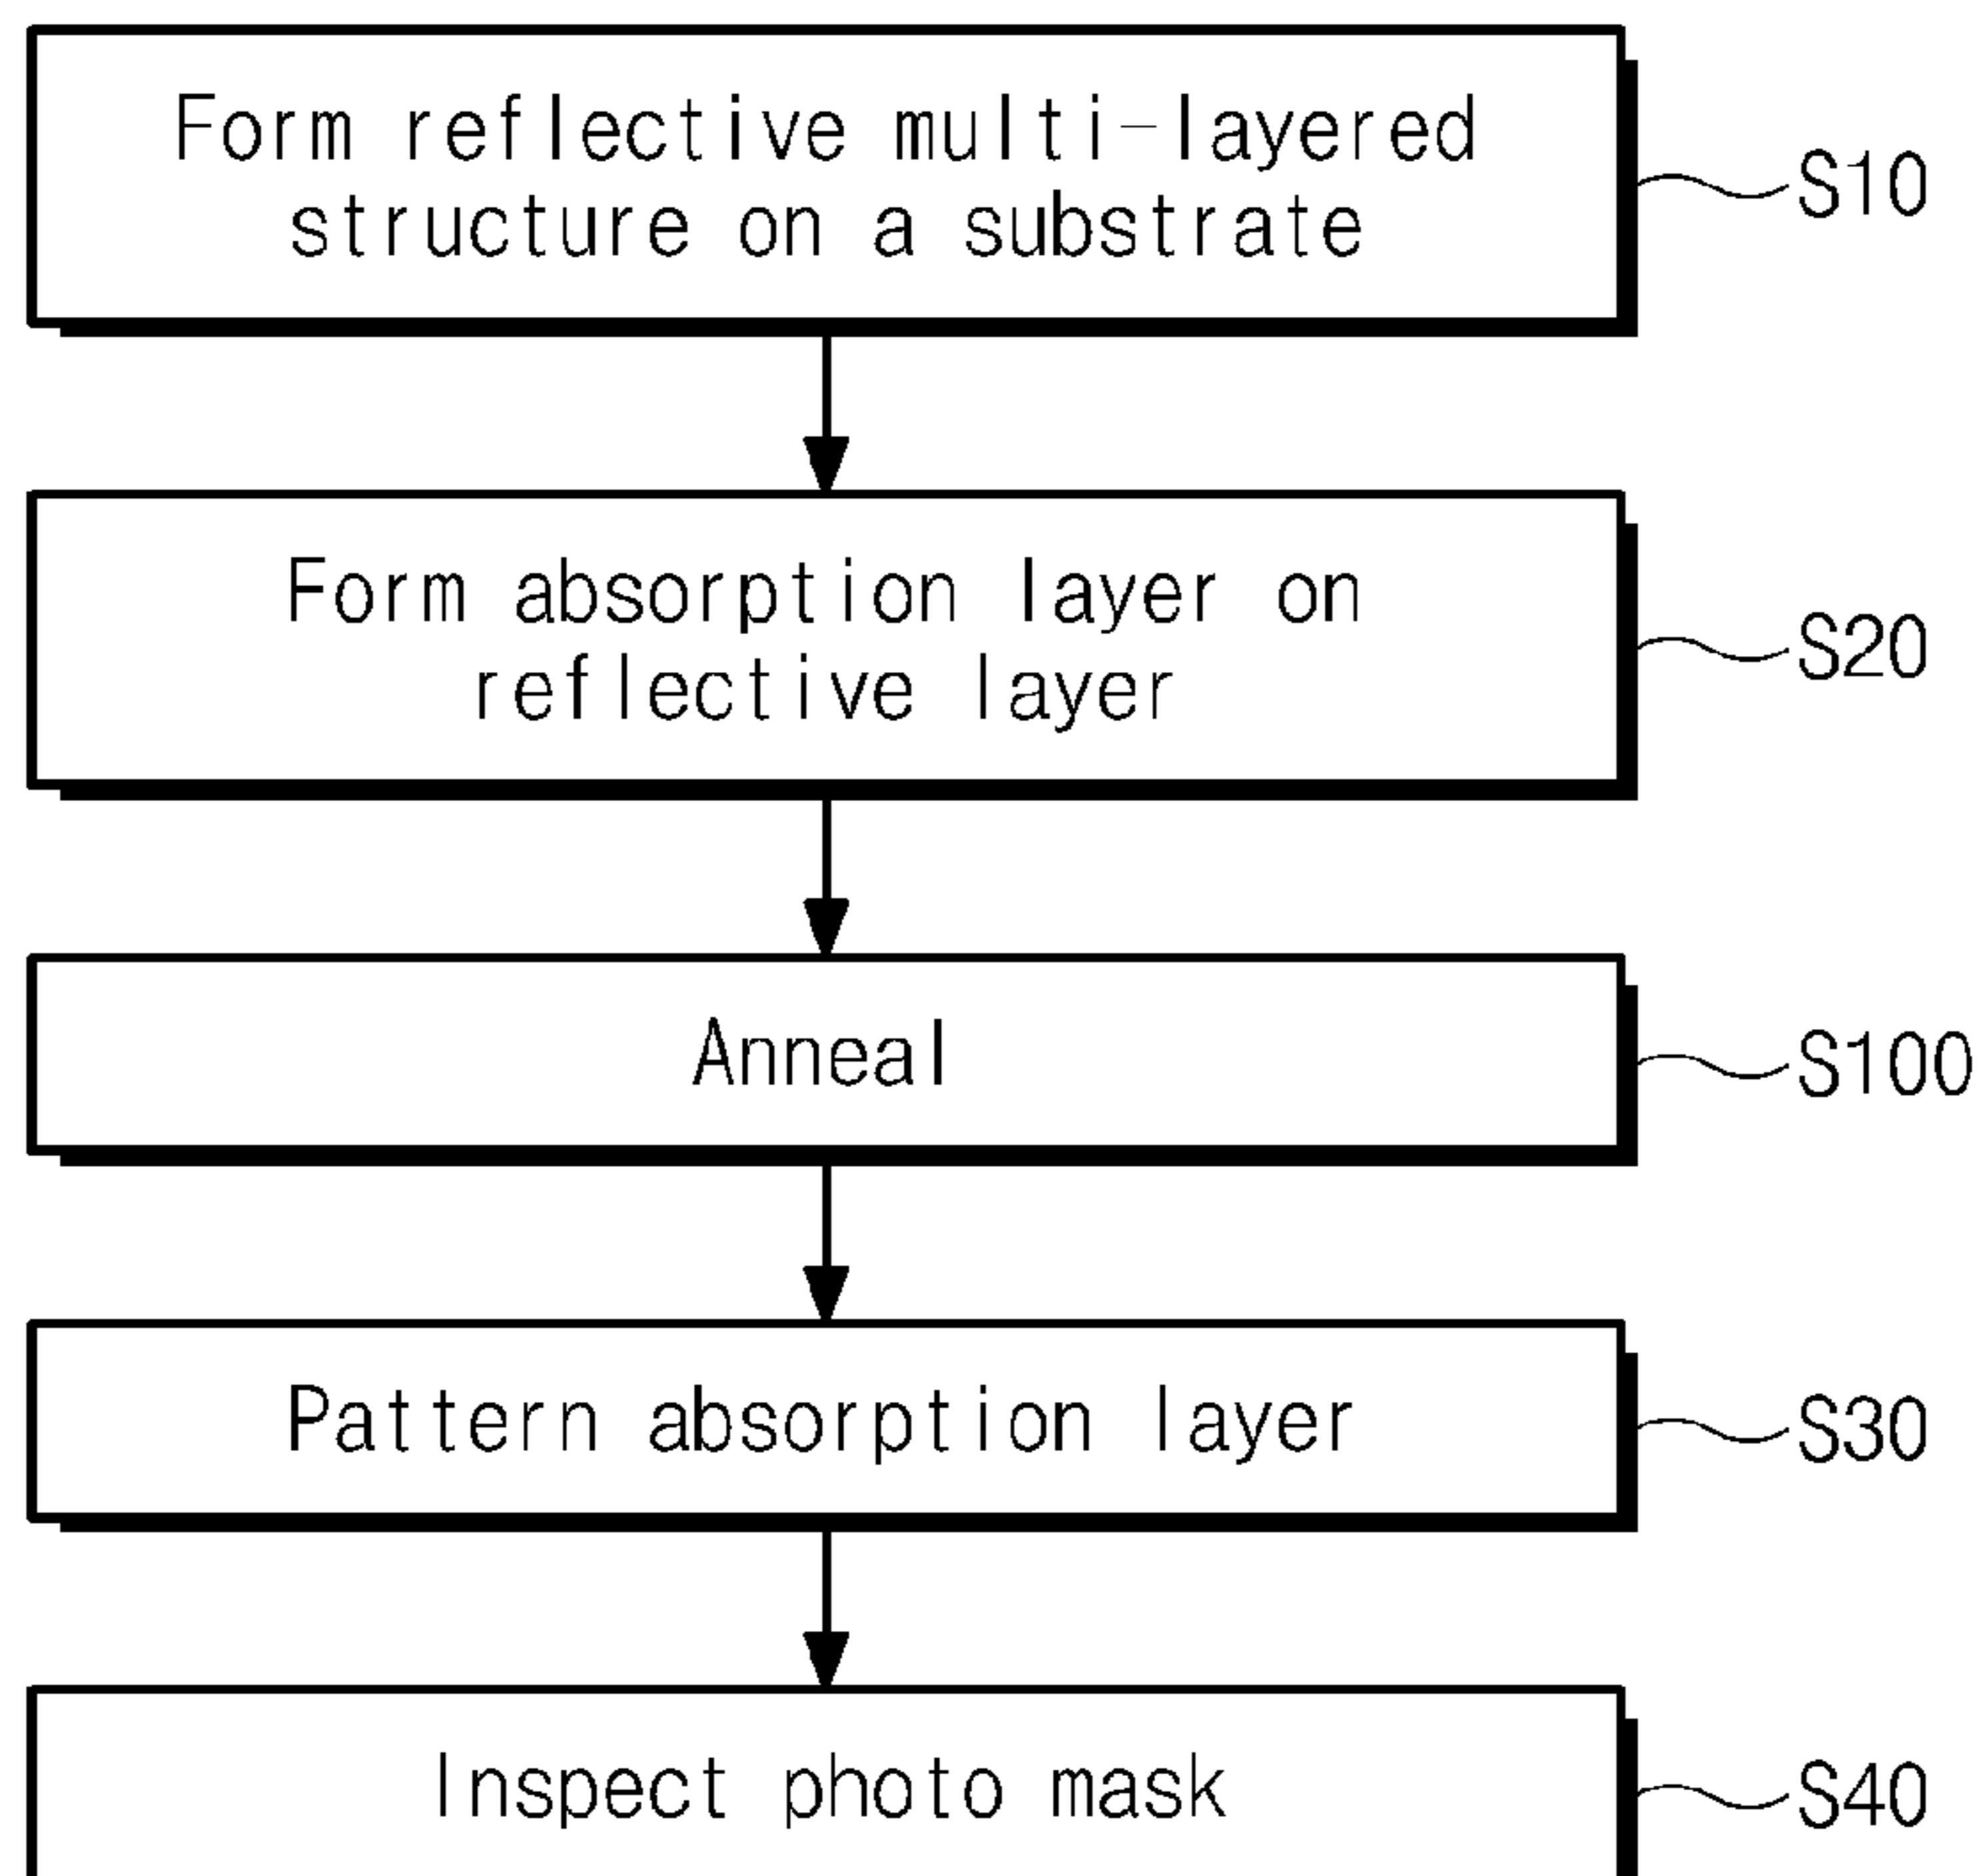 Form reflective multi-layered
structure on a substrate
S10
Form absorption layer on
reflective layer
S20
Anneal
S100
Pattern absorption layer
S30
Inspect photo mask
S40